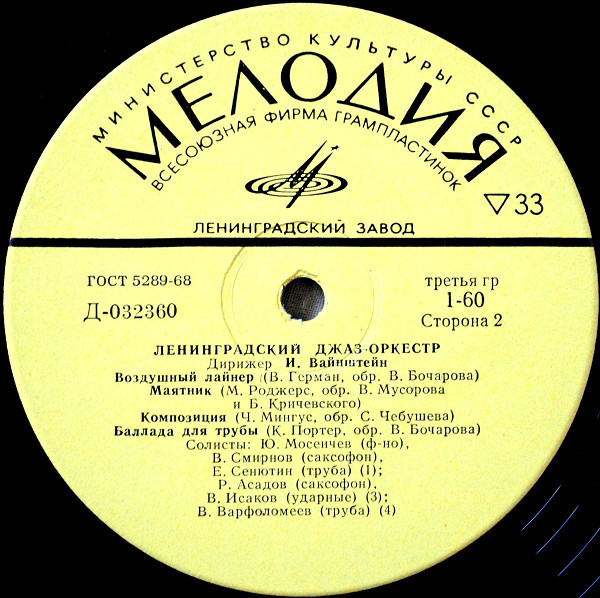 МИНИСТЕРСТВО КУЛЬТУРЫ СССР
МЕЛОДИЯ
ВСЕСОЮЗНАЯ ФИРМА ГРАМПЛАСТИНОК
▽33
ЛЕНИНГРАДСКИЙ ЗАВОД
ГОСТ 5289-68
третья гр
Д-032360
1-60
Сторона 2
ЛЕНИНГРАДСКИЙ ДЖАЗ-ОРКЕСТР
Дирижер И. Вайнштейн
Воздушный лайнер (В. Герман, обр. В. Бочарова)
Маятник (М. Роджерс, обр. В. Мусорова
и Б. Кричевского)
Композиция (Ч. Мингус, обр. С. Чебушева)
Баллада для трубы (К. Портер, обр. В. Бочарова)
Солисты: Ю. Мосеичев (ф-но),
В. Смирнов (саксофон),
Е. Сенютин (труба) (1);
Р. Асадов (саксофон),
В. Исаков (ударные) (3);
В. Варфоломеев (труба) (4)